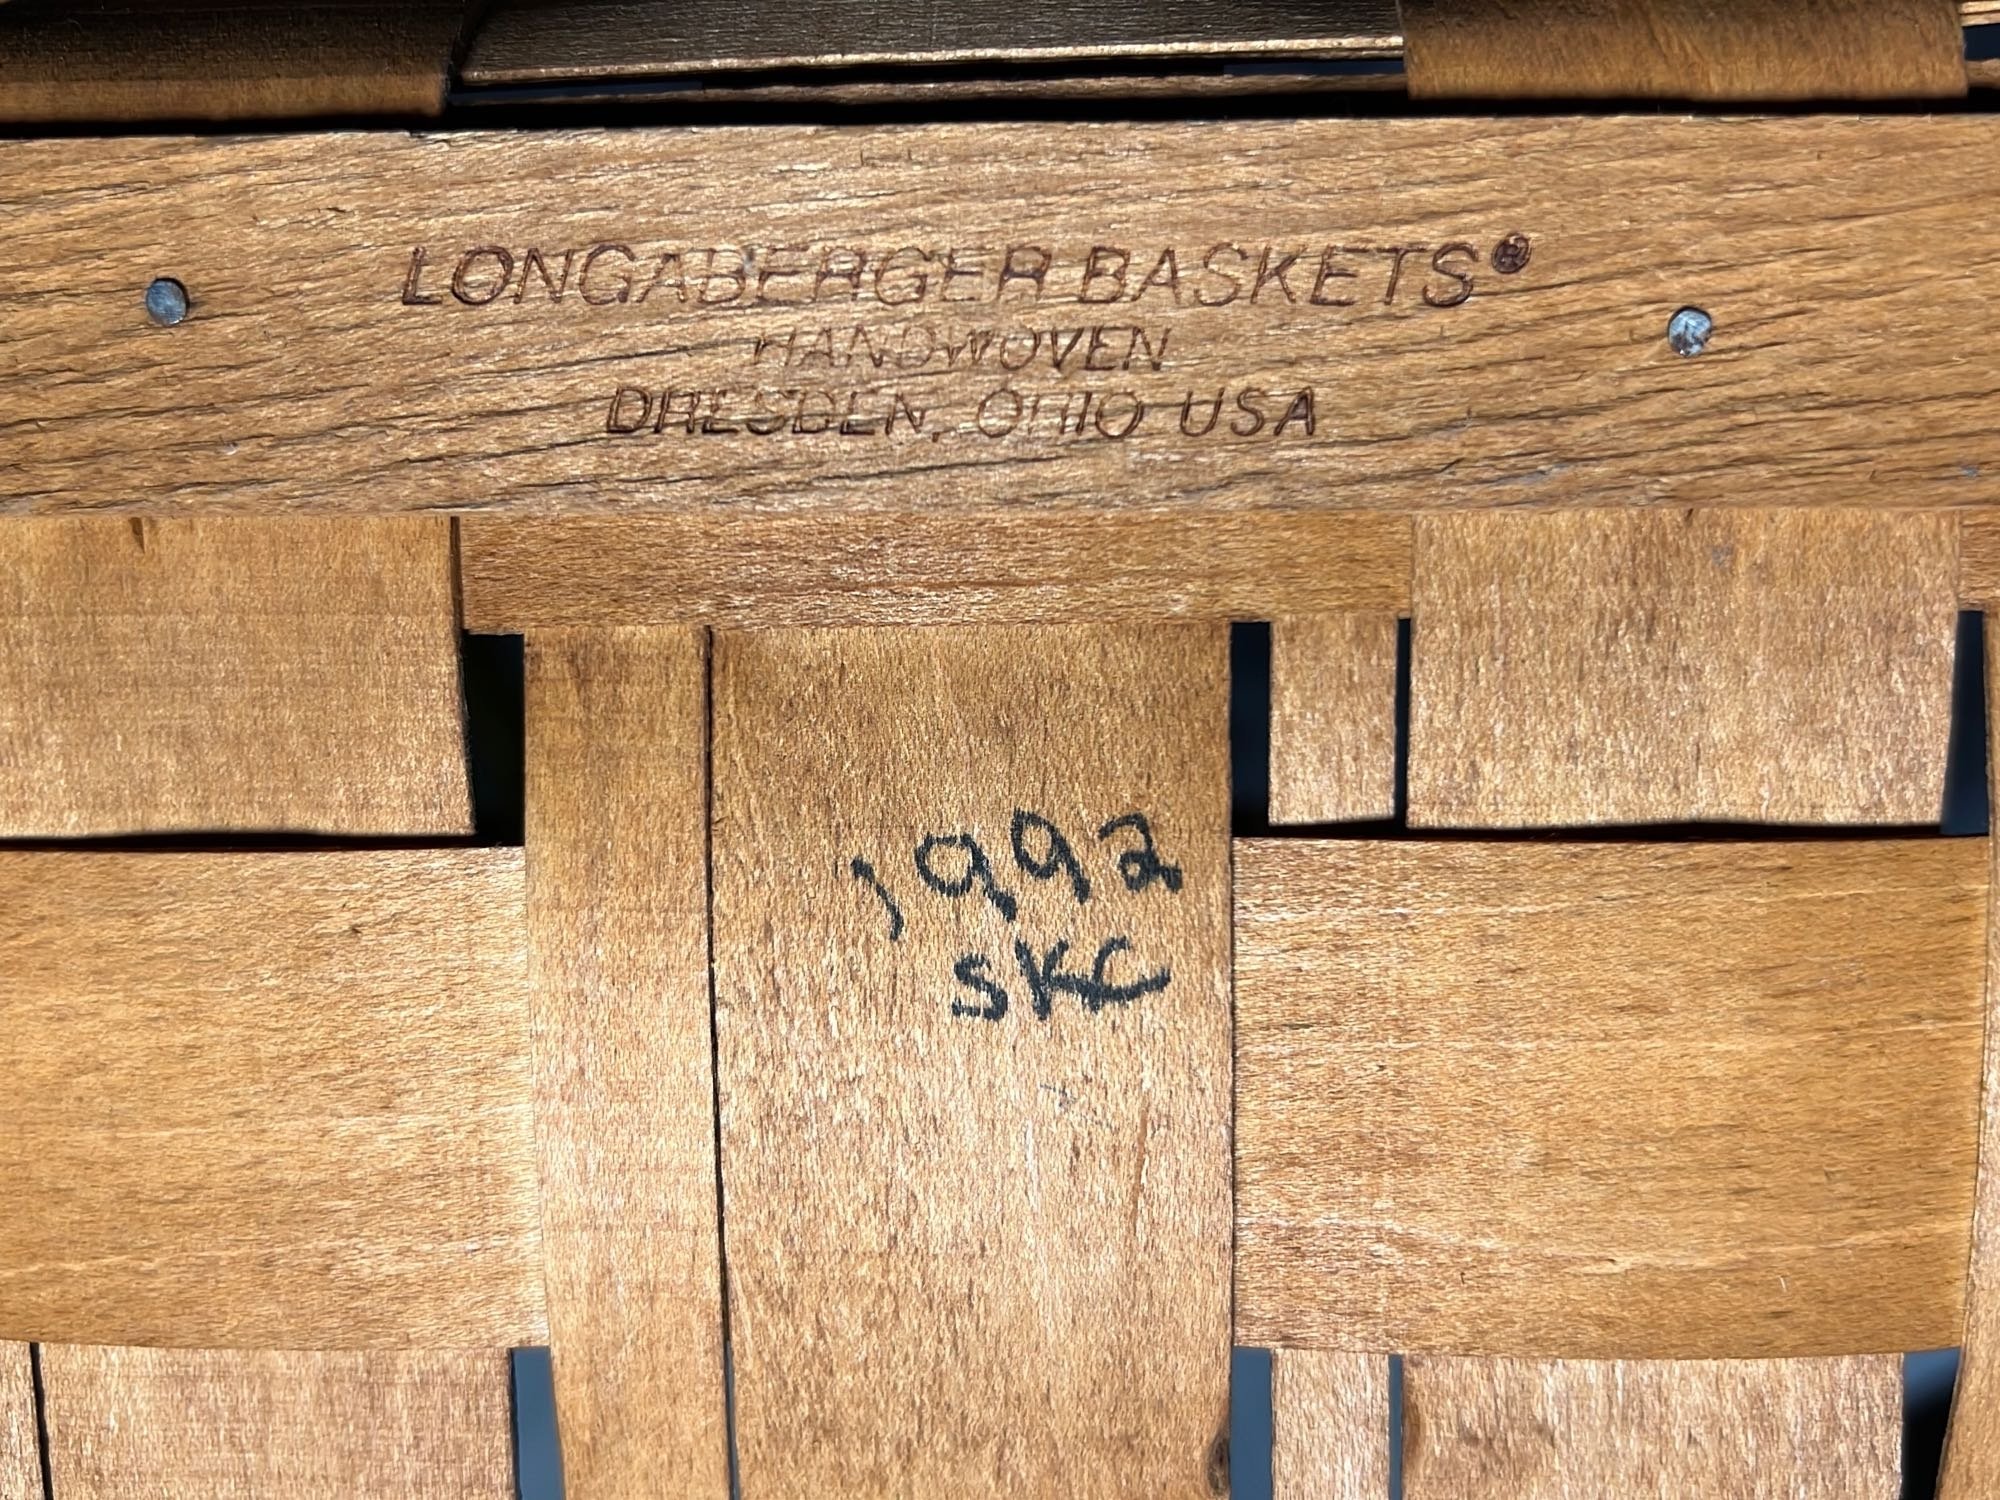 LONGABERGER BASKETS®
HANDWOVEN
DRESDEN, OHIO USA
1992
SKC